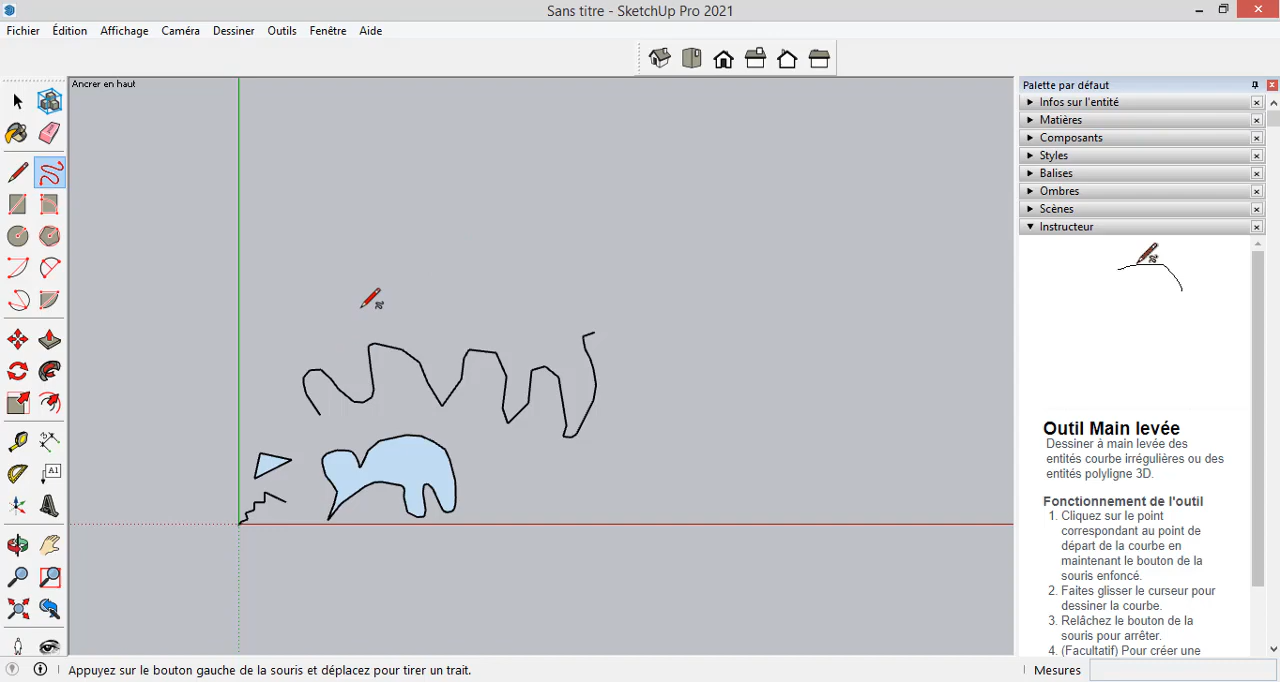 Sans titre - SketchUp Pro 2021
Fichier Édition Affichage Caméra Dessiner Outils Fenêtre Aide
Ancrer en haut
A1
Palette par défaut
Infos sur l'entité
Matières
Composants
Styles
Balises
Ombres
Scènes
Instructeur
Outil Main levée
Dessiner à main levée des
entités courbe irrégulières ou des
entités polyligne 3D.
Fonctionnement de l'outil
1. Cliquez sur le point
correspondant au point de
départ de la courbe en
maintenant le bouton de la
souris enfoncé.
2. Faites glisser le curseur pour
dessiner la courbe.
3. Relâchez le bouton de la
souris pour arrêter.
4. (Facultatif) Pour créer une
Appuyez sur le bouton gauche de la souris et déplacez pour tirer un trait.
Mesures